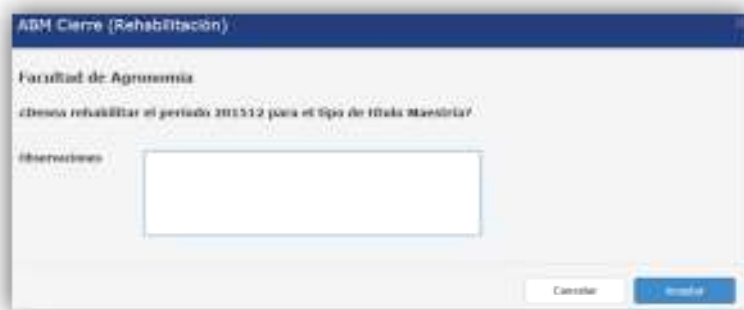 ABM Cierre (Rehabilitación)
Facultad de Agronomía
¿Desea rehabilitar el período 201512 para el tipo de título Maestría?
Observaciones
Cancelar Aceptar